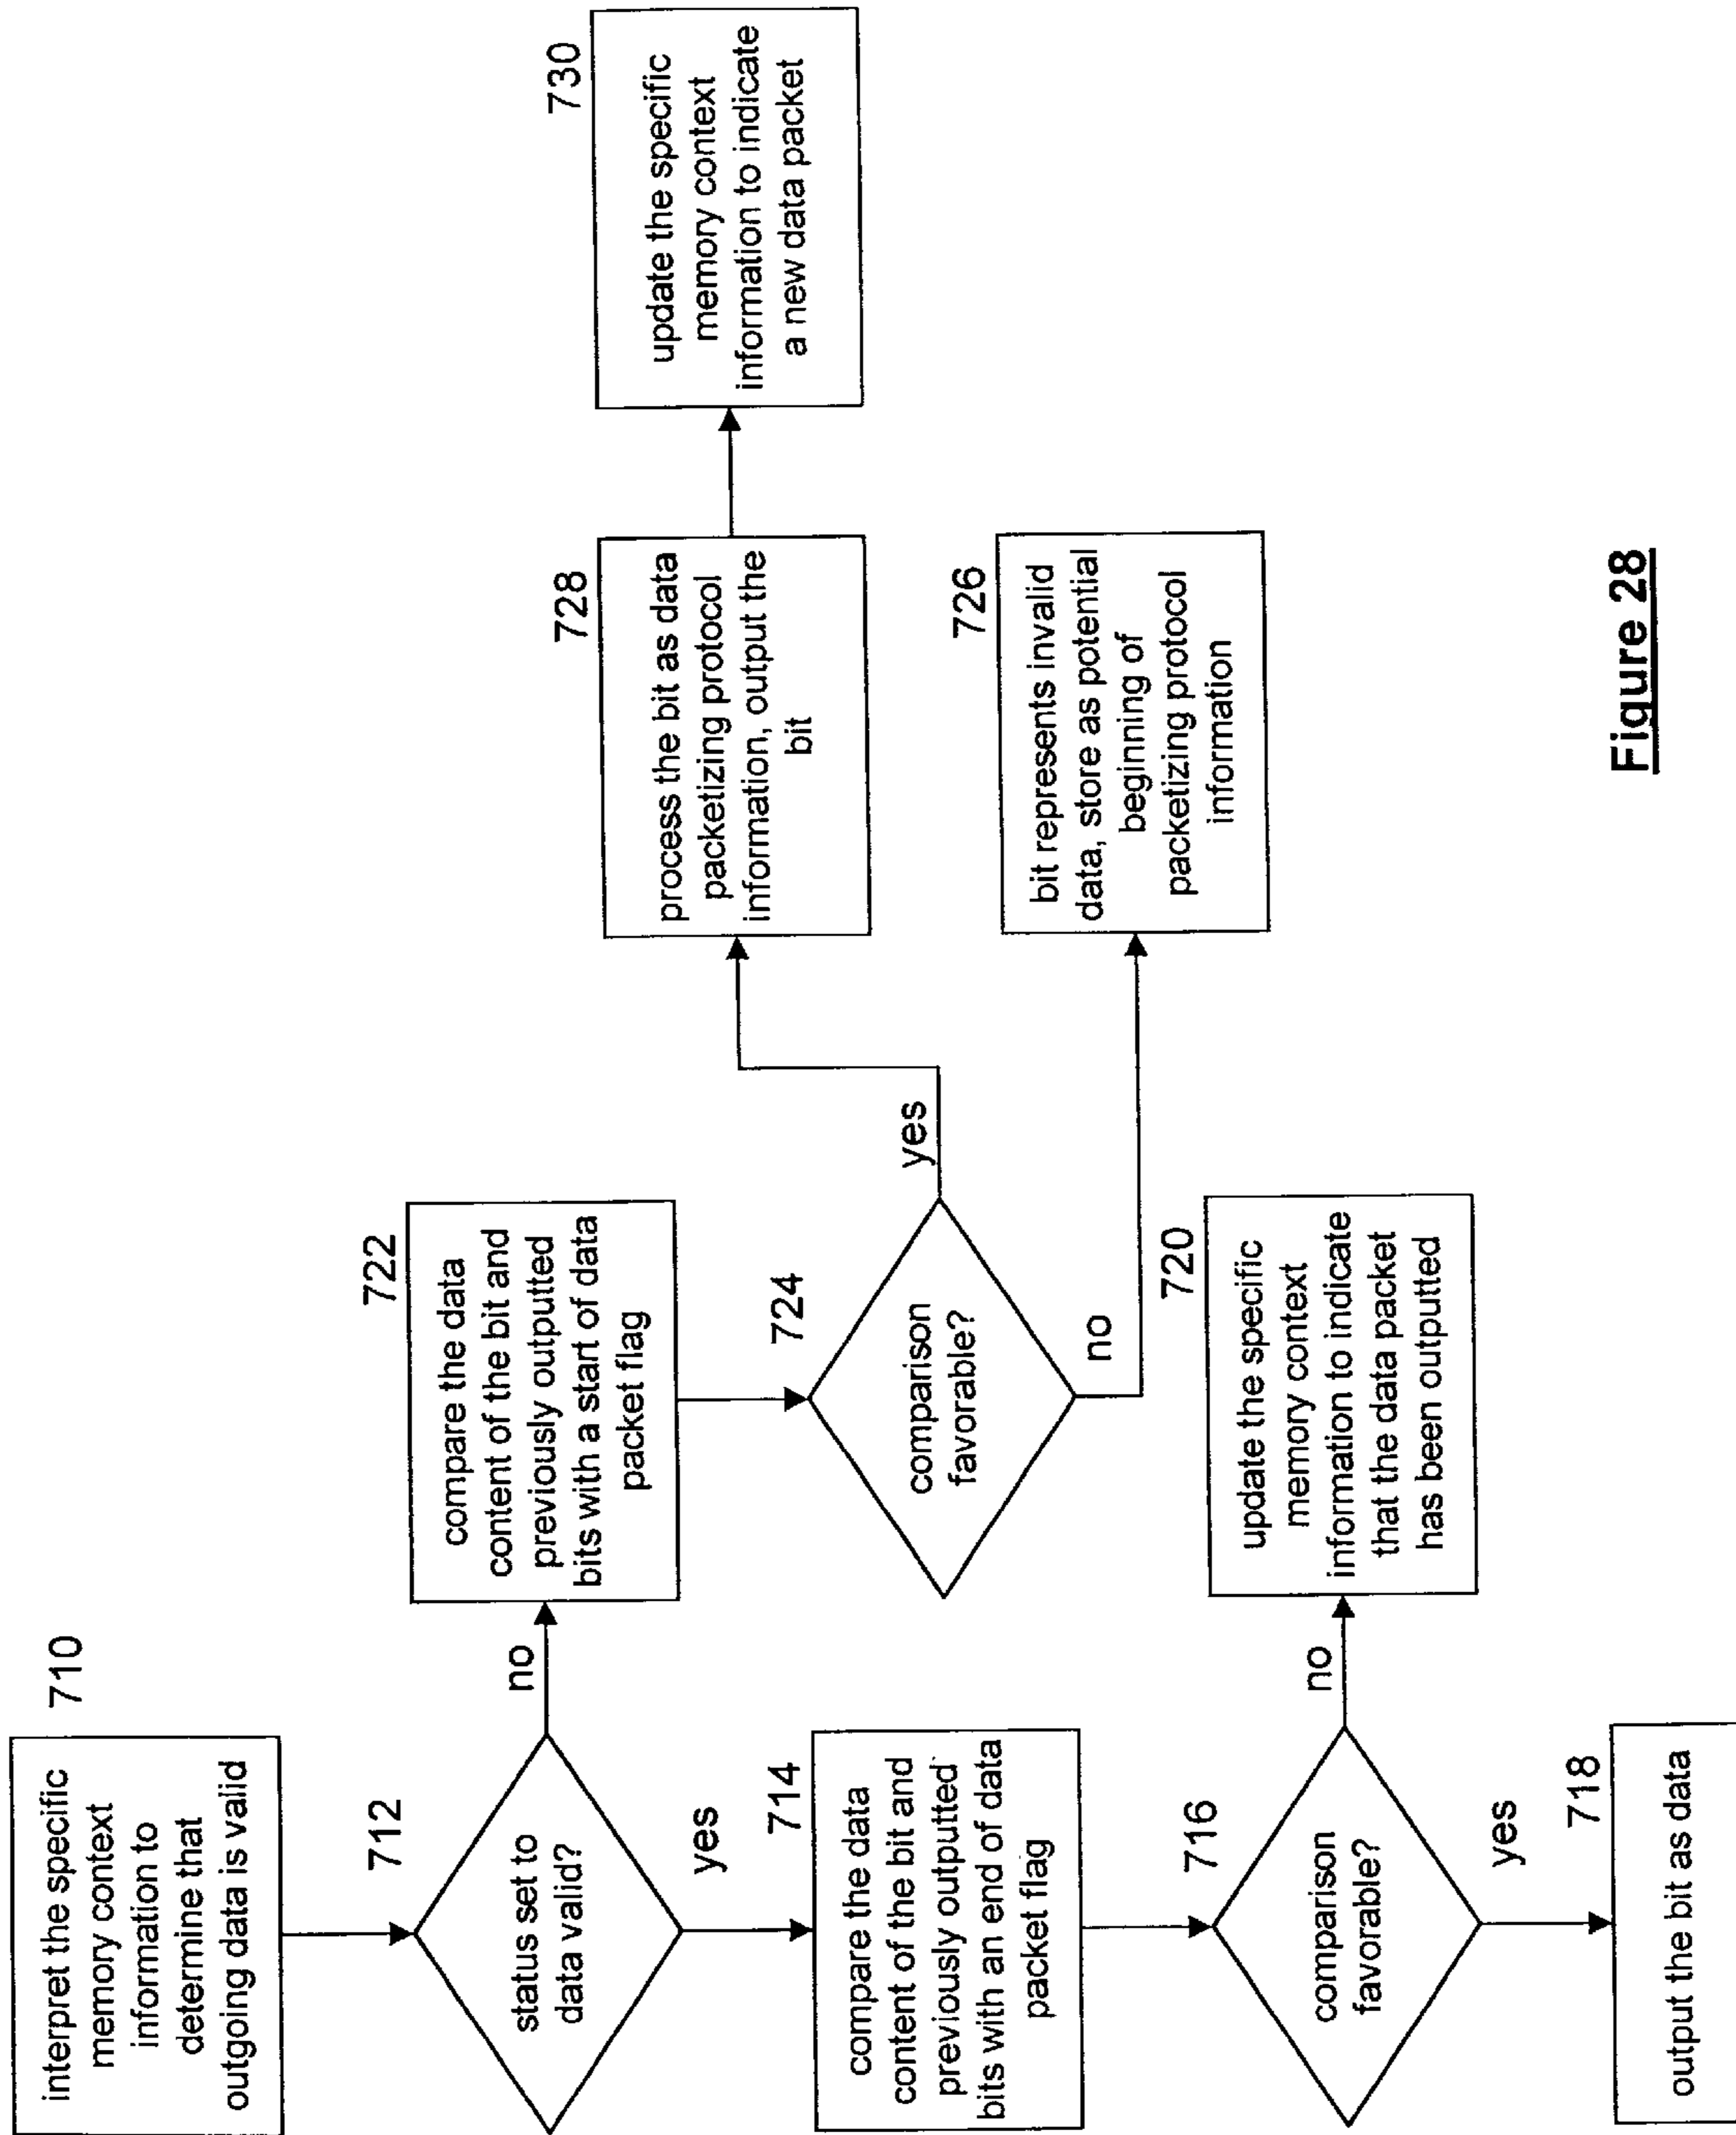 710
interpret the specific
memory context
information to
determine that
outgoing data is valid
712
status set to
data valid?
no
yes
714
compare the data
content of the bit and
previously outputted
bits with an end of data
packet flag
716
comparison
favorable?
no
yes
718
output the bit as data
720
update the specific
memory context
information to indicate
that the data packet
has been outputted
722
compare the data
content of the bit and
previously outputed
bits with a start of data
packet flag
724
comparison
favorable?
yes
no
726
bit represents invalid
data, store as potential
beginning of
packetizing protocol
information
728
process the bit as data
packetizing protocol
information, output the
bit
730
update the specific
memory context
information to indicate
a new data packet
Figure 28